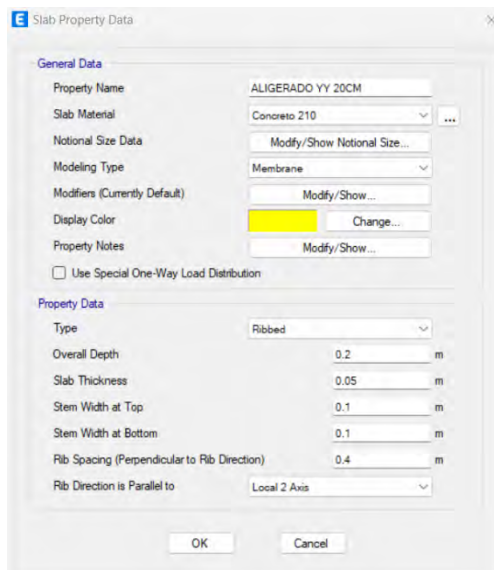 E Slab Property Data
General Data
Property Name ALIGERADO YY 20CM
Slab Material Concreto 210 ...
Notional Size Data Modify/Show Notional Size...
Modeling Type Membrane
Modifiers (Currently Default) Modify/Show...
Display Color Change...
Property Notes Modify/Show...
Use Special One-Way Load Distribution
Property Data
Type Ribbed
Overall Depth 0.2 m
Slab Thickness 0.05 m
Stem Width at Top 0.1 m
Stem Width at Bottom 0.1 m
Rib Spacing (Perpendicular to Rib Direction) 0.4 m
Rib Direction is Parallel to Local 2 Axis
OK Cancel